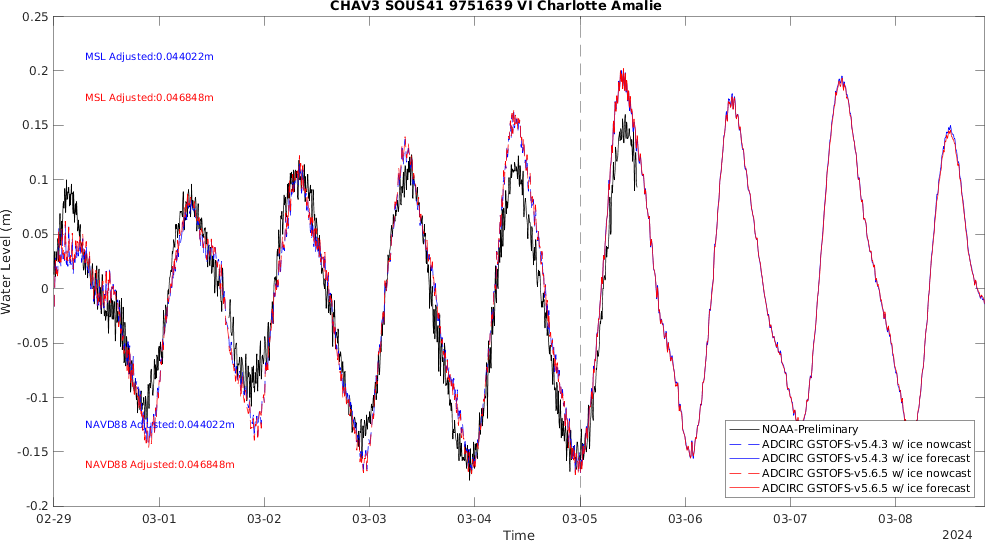 CHAV3 SOUS41 9751639 VI Charlotte Amalie
0.25
0.2
0.15
0.1
0.05
0
-0.05
-0.1
-0.15
-0.2
Water Level (m)
MSL Adjusted:0.044022m
MSL Adjusted:0.046848m
NAVD88 Adjusted:0.044022m
NAVD88 Adjusted:0.046848m
NOAA-Preliminary
ADCIRC GSTOFS-v5.4.3 w/ ice nowcast
ADCIRC GSTOFS-v5.4.3 w/ ice forecast
ADCIRC GSTOFS-v5.6.5 w/ ice nowcast
ADCIRC GSTOFS-v5.6.5 w/ ice forecast
02-29 03-01 03-02 03-03 03-04 03-05 03-06 03-07 03-08
Time
2024